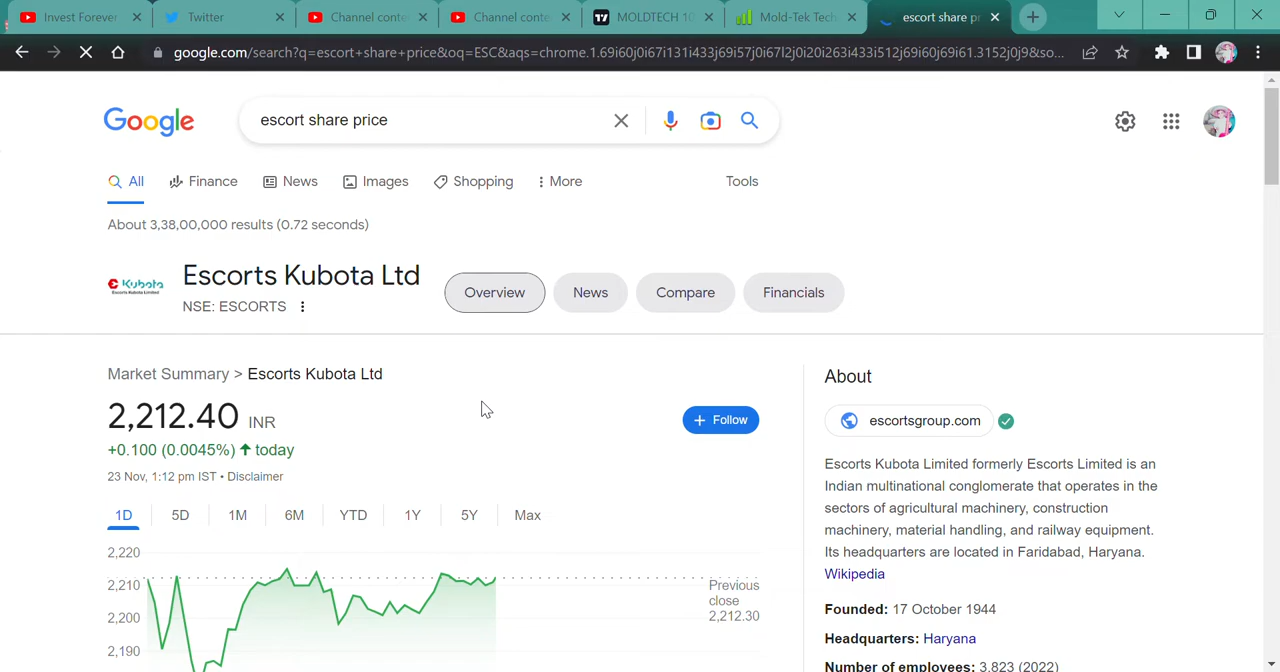 Invest Forever
Twitter
Channel conte
Channel conte
MOLDTECH 10
Mold-Tek Tech
escort share pr
google.com/search?q=escort+share+price&oq=ESC&aqs=chrome.1.69i60j0i67i131i433j69i57j0i67l2j0i20i263i433i512j69i60j69i61.3152j0j9&so...
Google
escort share price
All
Finance
News
Images
Shopping
More
Tools
About 3,38,00,000 results (0.72 seconds)
Kubota
Escorts Kubota Limited
Escorts Kubota Ltd
NSE: ESCORTS
Overview
News
Compare
Financials
Market Summary > Escorts Kubota Ltd
2,212.40 INR
+ Follow
+0.100 (0.0045%) ↑ today
23 Nov, 1:12 pm IST • Disclaimer
1D
5D
1M
6M
YTD
1Y
5Y
Max
2,220
2,210
2,200
2,190
Previous
close
2,212.30
About
escortsgroup.com
Escorts Kubota Limited formerly Escorts Limited is an
Indian multinational conglomerate that operates in the
sectors of agricultural machinery, construction
machinery, material handling, and railway equipment.
Its headquarters are located in Faridabad, Haryana.
Wikipedia
Founded: 17 October 1944
Headquarters: Haryana
Number of employees: 3,823 (2022)